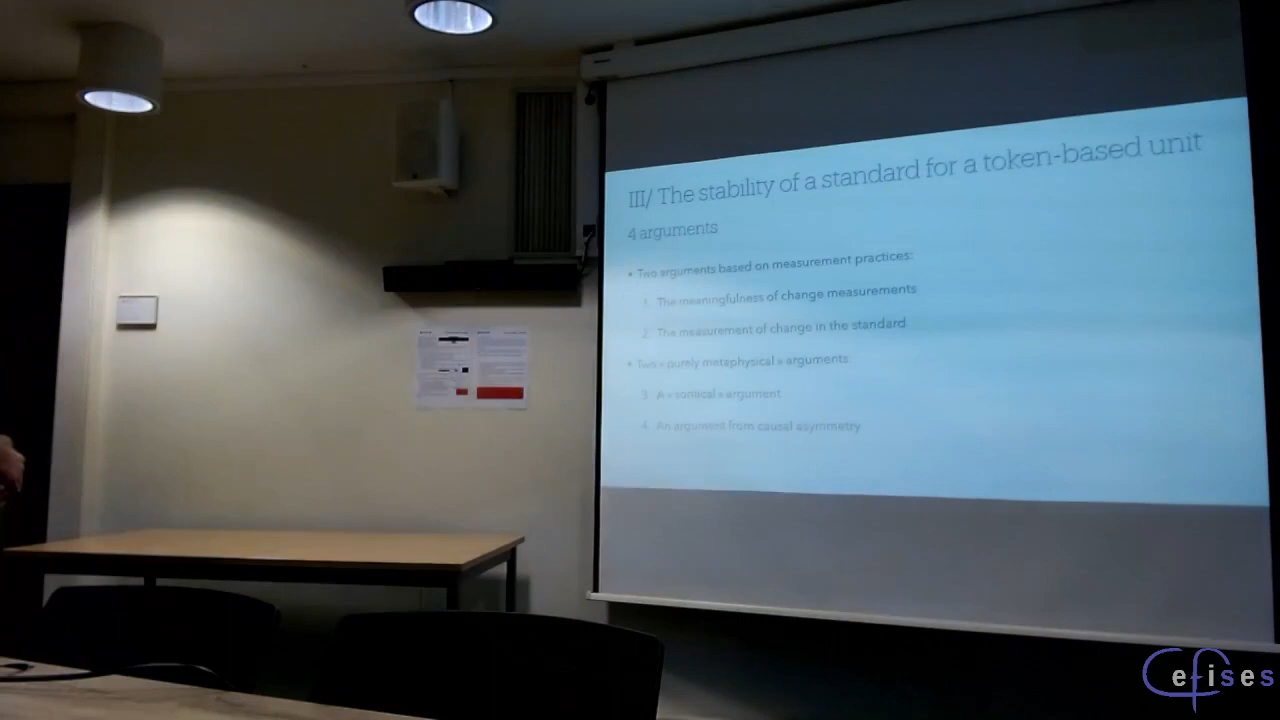 III/ The stability of a standard for a token-based unit
4 arguments
• Two arguments based on measurement practices:
1. The meaningfulness of change measurements
2. The measurement of change in the standard
• Two « purely metaphysical » arguments:
3. A « somical » argument
4. An argument from causal asymmetry
Cefises